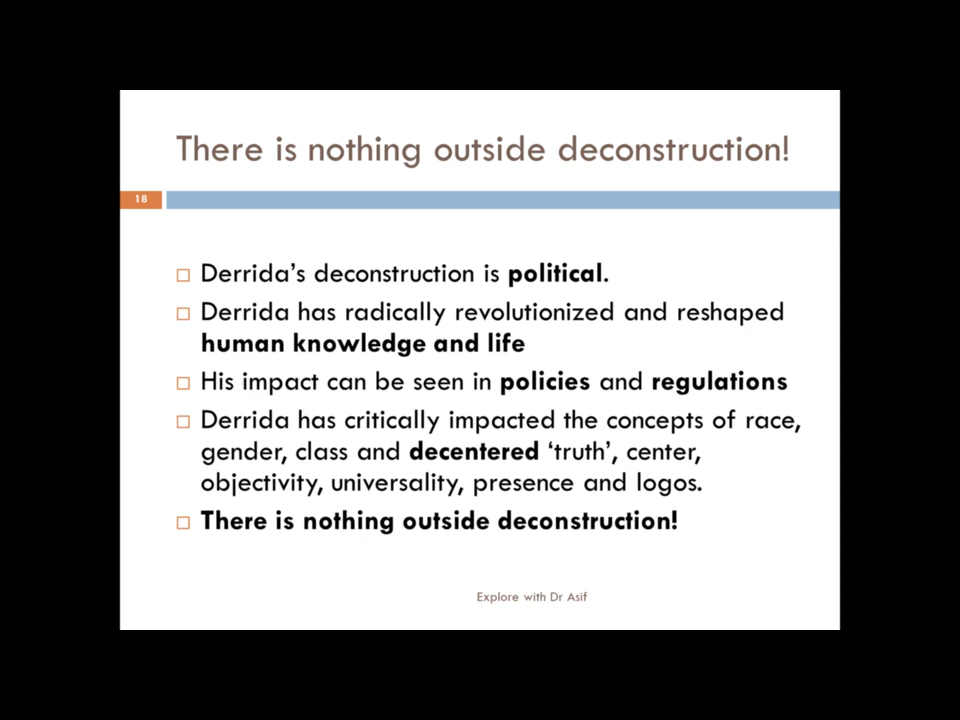 There is nothing outside deconstruction!
18
Derrida’s deconstruction is political.
Derrida has radically revolutionized and reshaped
human knowledge and life
His impact can be seen in policies and regulations
Derrida has critically impacted the concepts of race,
gender, class and decentered ‘truth’, center,
objectivity, universality, presence and logos.
There is nothing outside deconstruction!
Explore with Dr Asif